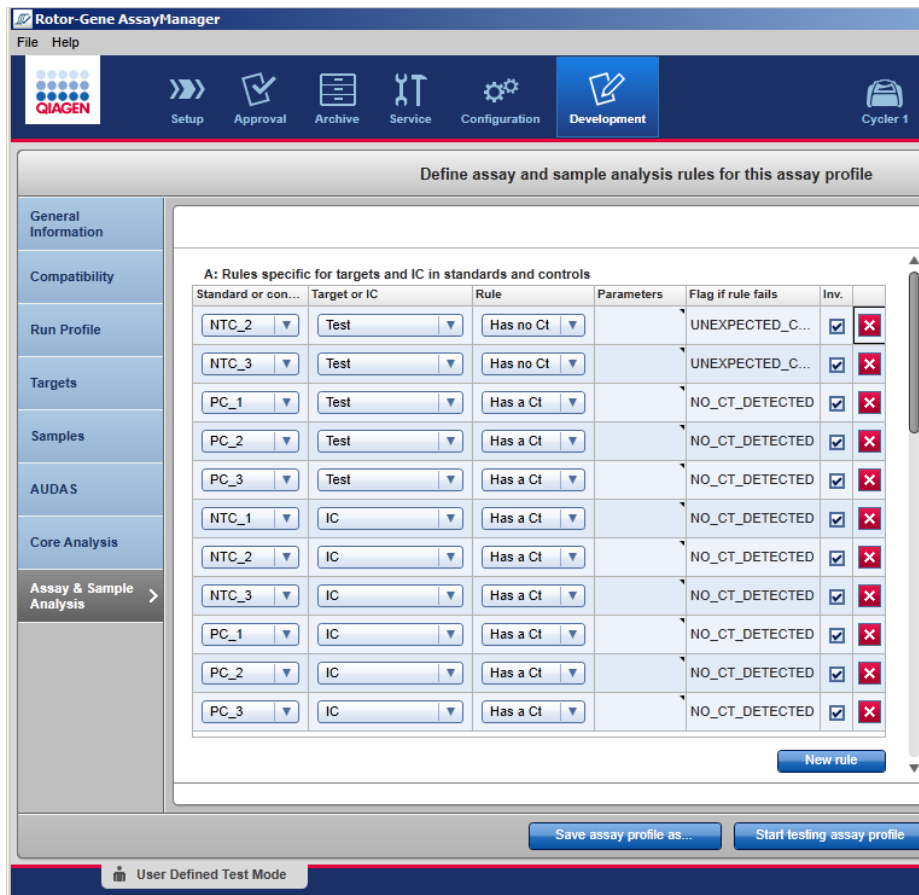 Rotor-Gene AssayManager
File Help
QIAGEN
Setup Approval Archive Service Configuration Development Cycler 1
Define assay and sample analysis rules for this assay profile
General
Information
Compatibility
Run Profile
Targets
Samples
AUDAS
Core Analysis
Assay & Sample
Analysis
A: Rules specific for targets and IC in standards and controls
Standard or con... Target or IC Rule Parameters Flag if rule fails Inv.
NTC_2 Test Has no Ct UNEXPECTED_C...
NTC_3 Test Has no Ct UNEXPECTED_C...
PC_1 Test Has a Ct NO_CT_DETECTED
PC_2 Test Has a Ct NO_CT_DETECTED
PC_3 Test Has a Ct NO_CT_DETECTED
NTC_1 IC Has a Ct NO_CT_DETECTED
NTC_2 IC Has a Ct NO_CT_DETECTED
NTC_3 IC Has a Ct NO_CT_DETECTED
PC_1 IC Has a Ct NO_CT_DETECTED
PC_2 IC Has a Ct NO_CT_DETECTED
PC_3 IC Has a Ct NO_CT_DETECTED
New rule
Save assay profile as... Start testing assay profile
User Defined Test Mode